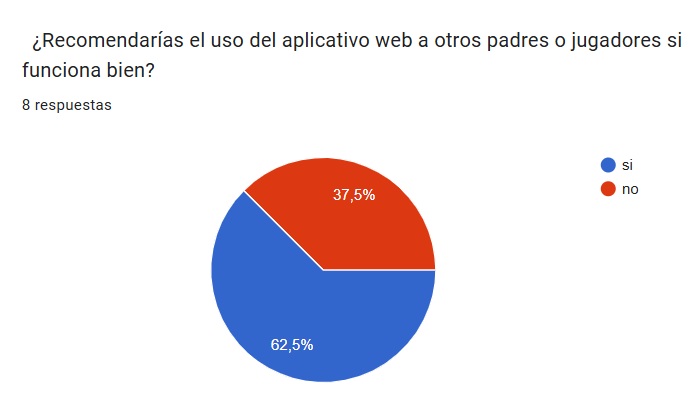 ¿Recomendarías el uso del aplicativo web a otros padres o jugadores si
funciona bien?
8 respuestas
si
no
37,5%
62,5%